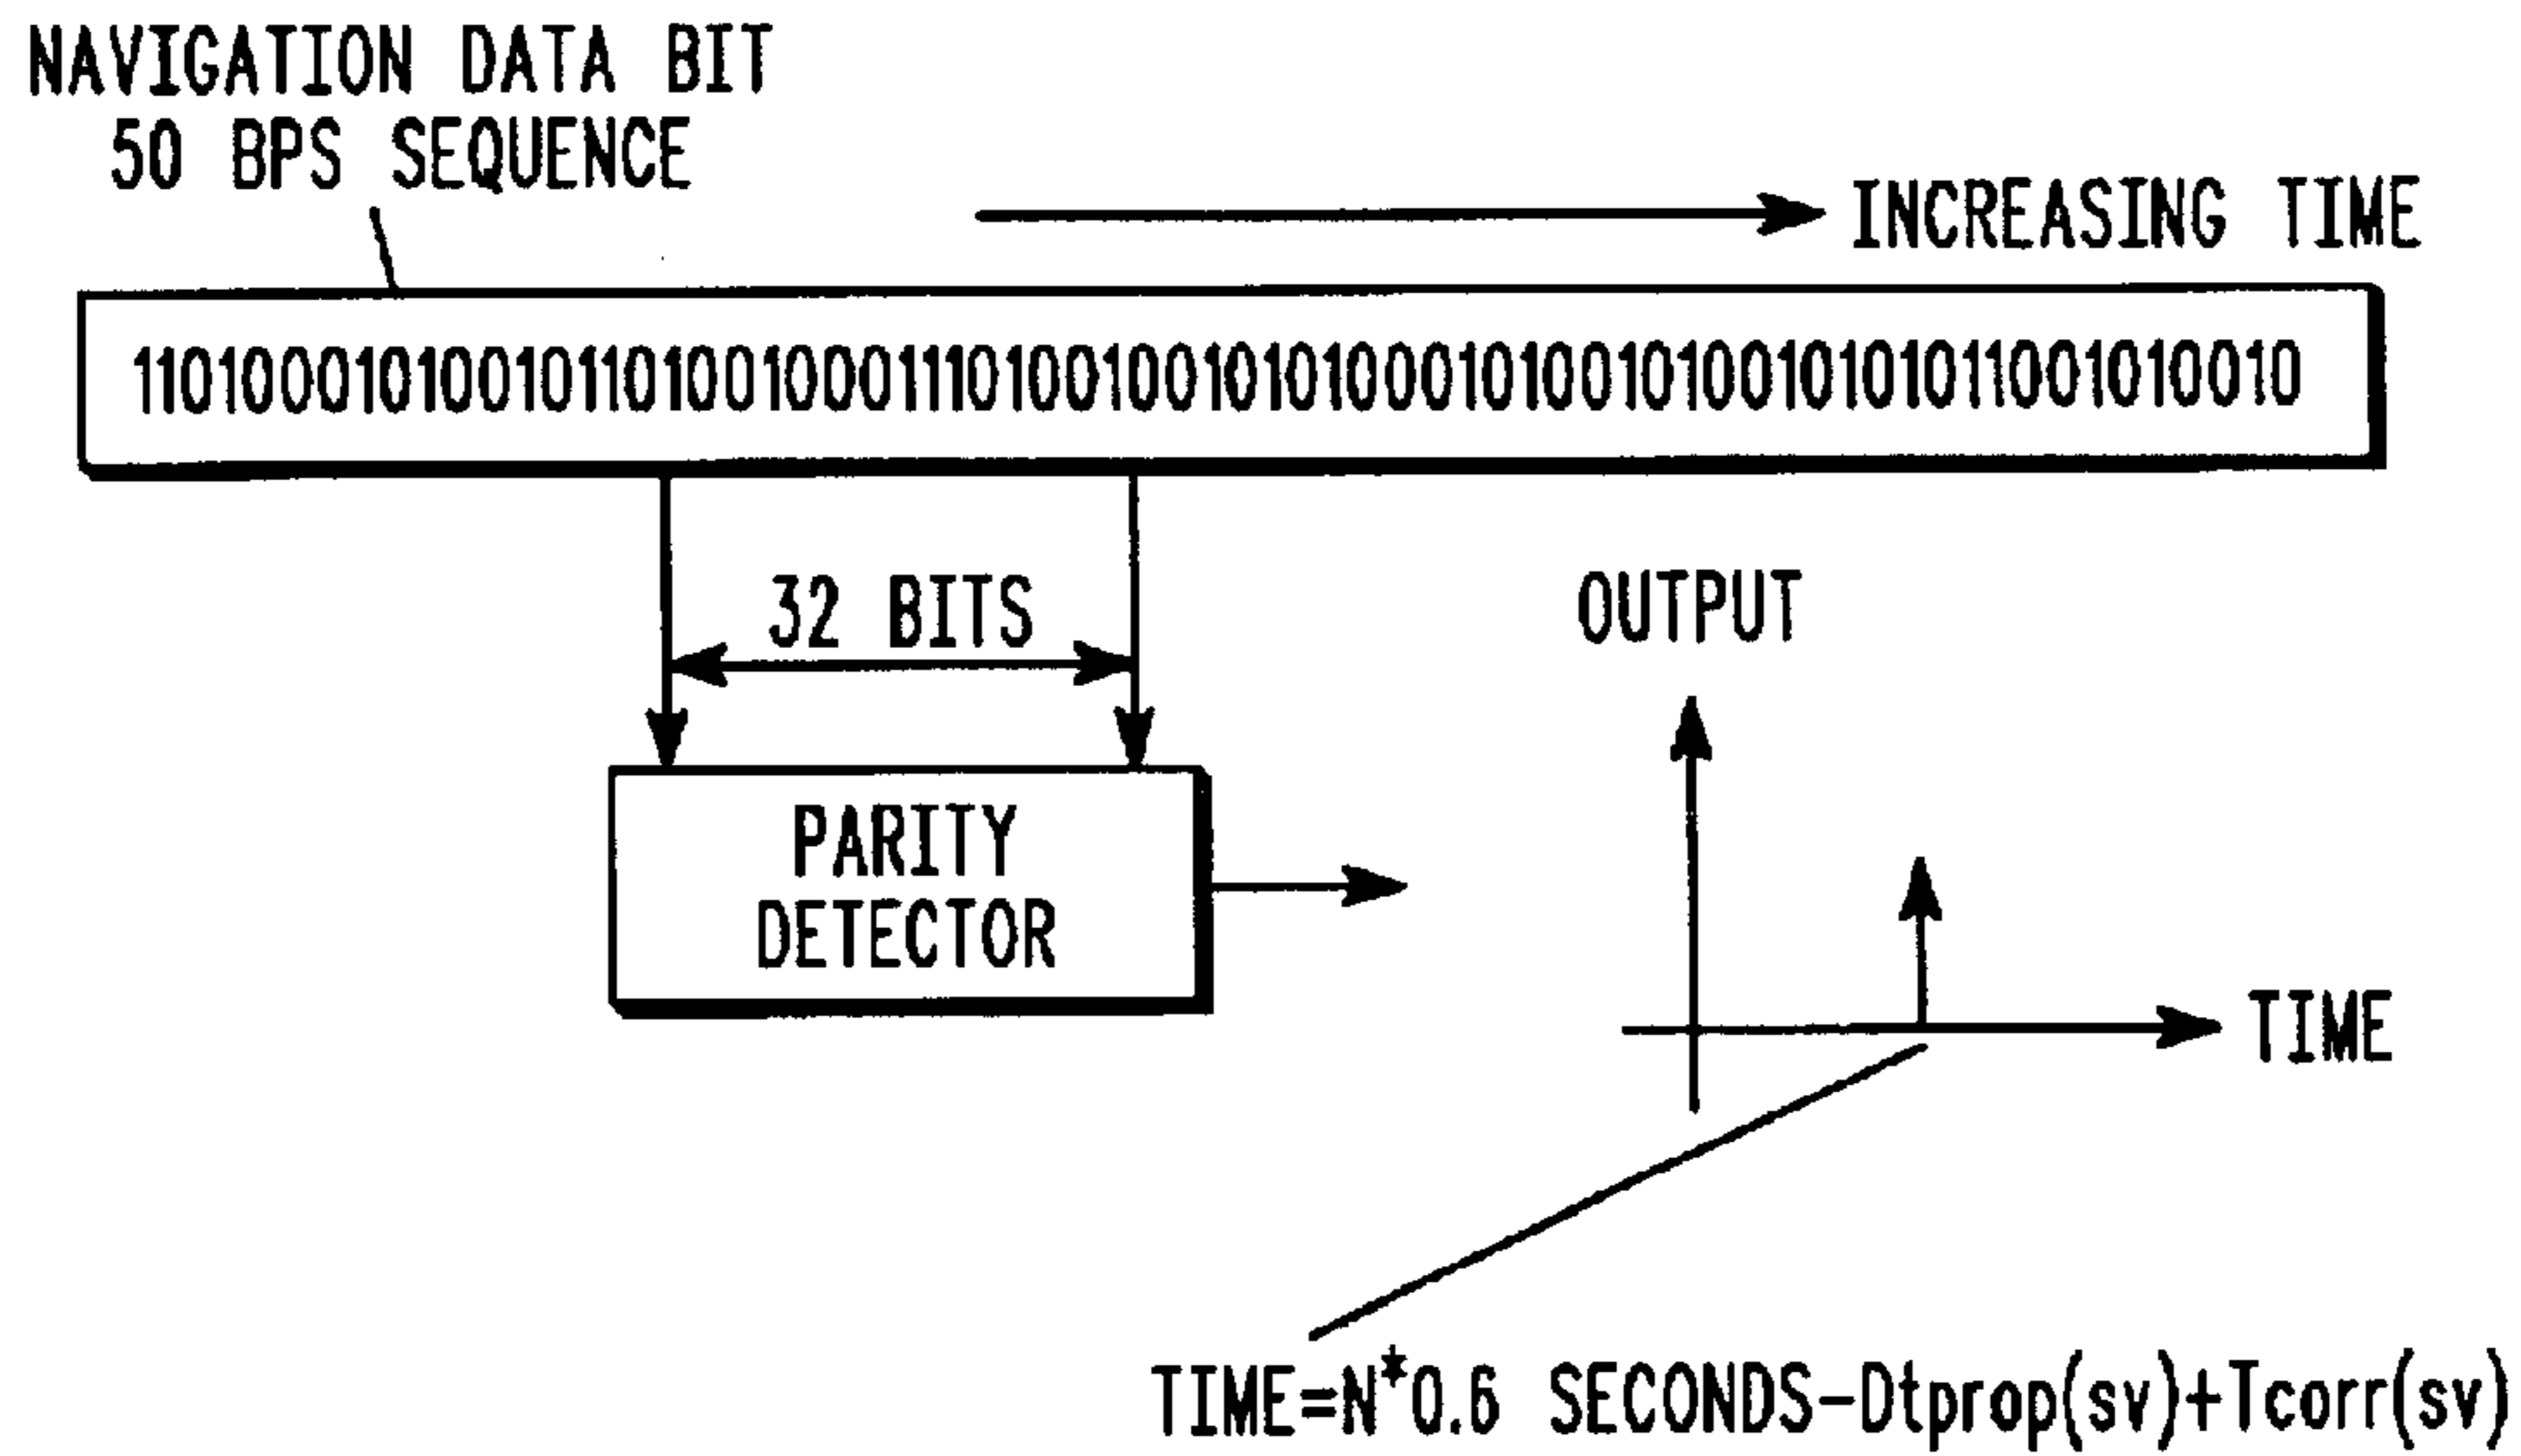 NAVIGATION DATA BIT
50 BPS SEQUENCE
INCREASING TIME
110100010100101101001000111010010010101000101001010010101011001010010
32 BITS
OUTPUT
PARITY
DETECTOR
TIME
TIME=N*0.6 SECONDS-Dtprop(sv)+Tcorr(sv)